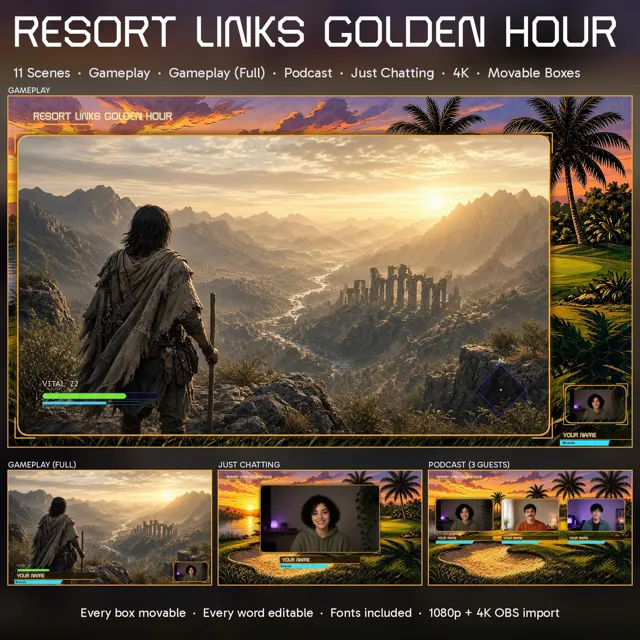 RESORT LINKS GOLDEN HOUR
11 Scenes · Gameplay · Gameplay (Full) · Podcast · Just Chatting · 4K · Movable Boxes
GAMEPLAY
RESORT LINKS GOLDEN HOUR
VITAL 72
YOUR NAME
GAMEPLAY (FULL)
JUST CHATTING
PODCAST (3 GUESTS)
YOUR NAME
YOUR NAME
YOUR NAME
YOUR NAME
YOUR NAME
Every box movable · Every word editable · Fonts included · 1080p + 4K OBS import